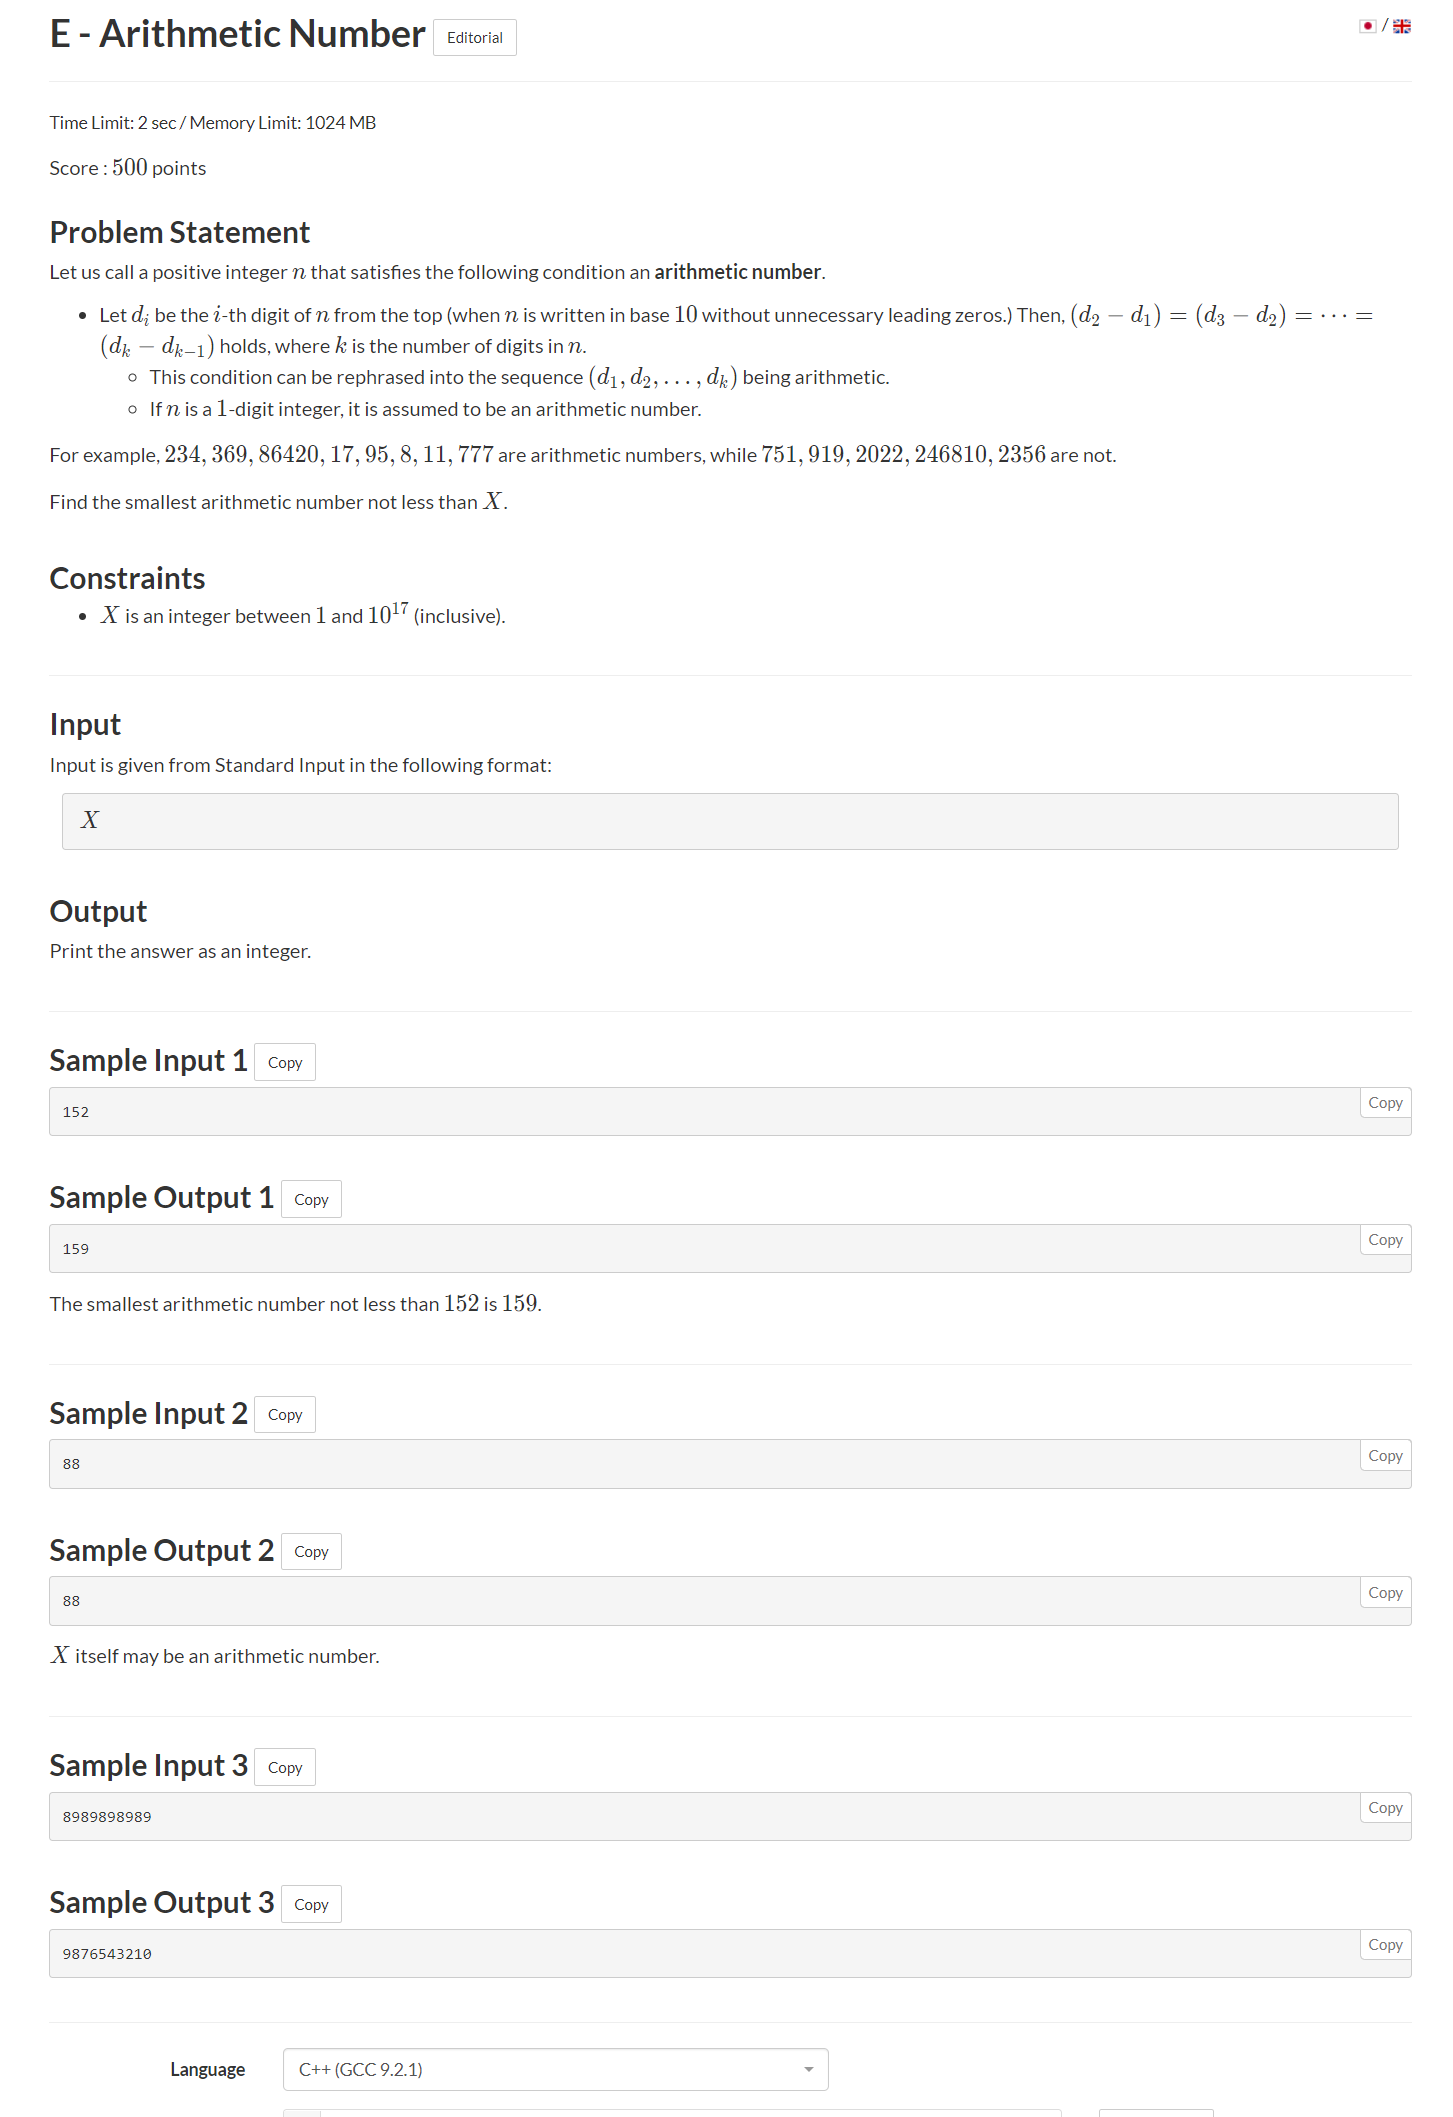 E - Arithmetic Number Editorial /
Time Limit: 2 sec / Memory Limit: 1024 MB
Score : 500 points
Problem Statement
Let us call a positive integer n that satisfies the following condition an arithmetic number.
• Let d_i be the i-th digit of n from the top (when n is written in base 10 without unnecessary leading zeros.) Then, (d_2 − d_1) = (d_3 − d_2) = ⋯ =
(d_k − d_{k−1}) holds, where k is the number of digits in n.
◦ This condition can be rephrased into the sequence (d_1, d_2, …, d_k) being arithmetic.
◦ If n is a 1-digit integer, it is assumed to be an arithmetic number.
For example, 234, 369, 86420, 17, 95, 8, 11, 777 are arithmetic numbers, while 751, 919, 2022, 246810, 2356 are not.
Find the smallest arithmetic number not less than X.
Constraints
• X is an integer between 1 and 10^17 (inclusive).
Input
Input is given from Standard Input in the following format:
X
Output
Print the answer as an integer.
Sample Input 1 Copy
Copy
152
Sample Output 1 Copy
Copy
159
The smallest arithmetic number not less than 152 is 159.
Sample Input 2 Copy
Copy
88
Sample Output 2 Copy
Copy
88
X itself may be an arithmetic number.
Sample Input 3 Copy
Copy
8989898989
Sample Output 3 Copy
Copy
9876543210
Language C++ (GCC 9.2.1)